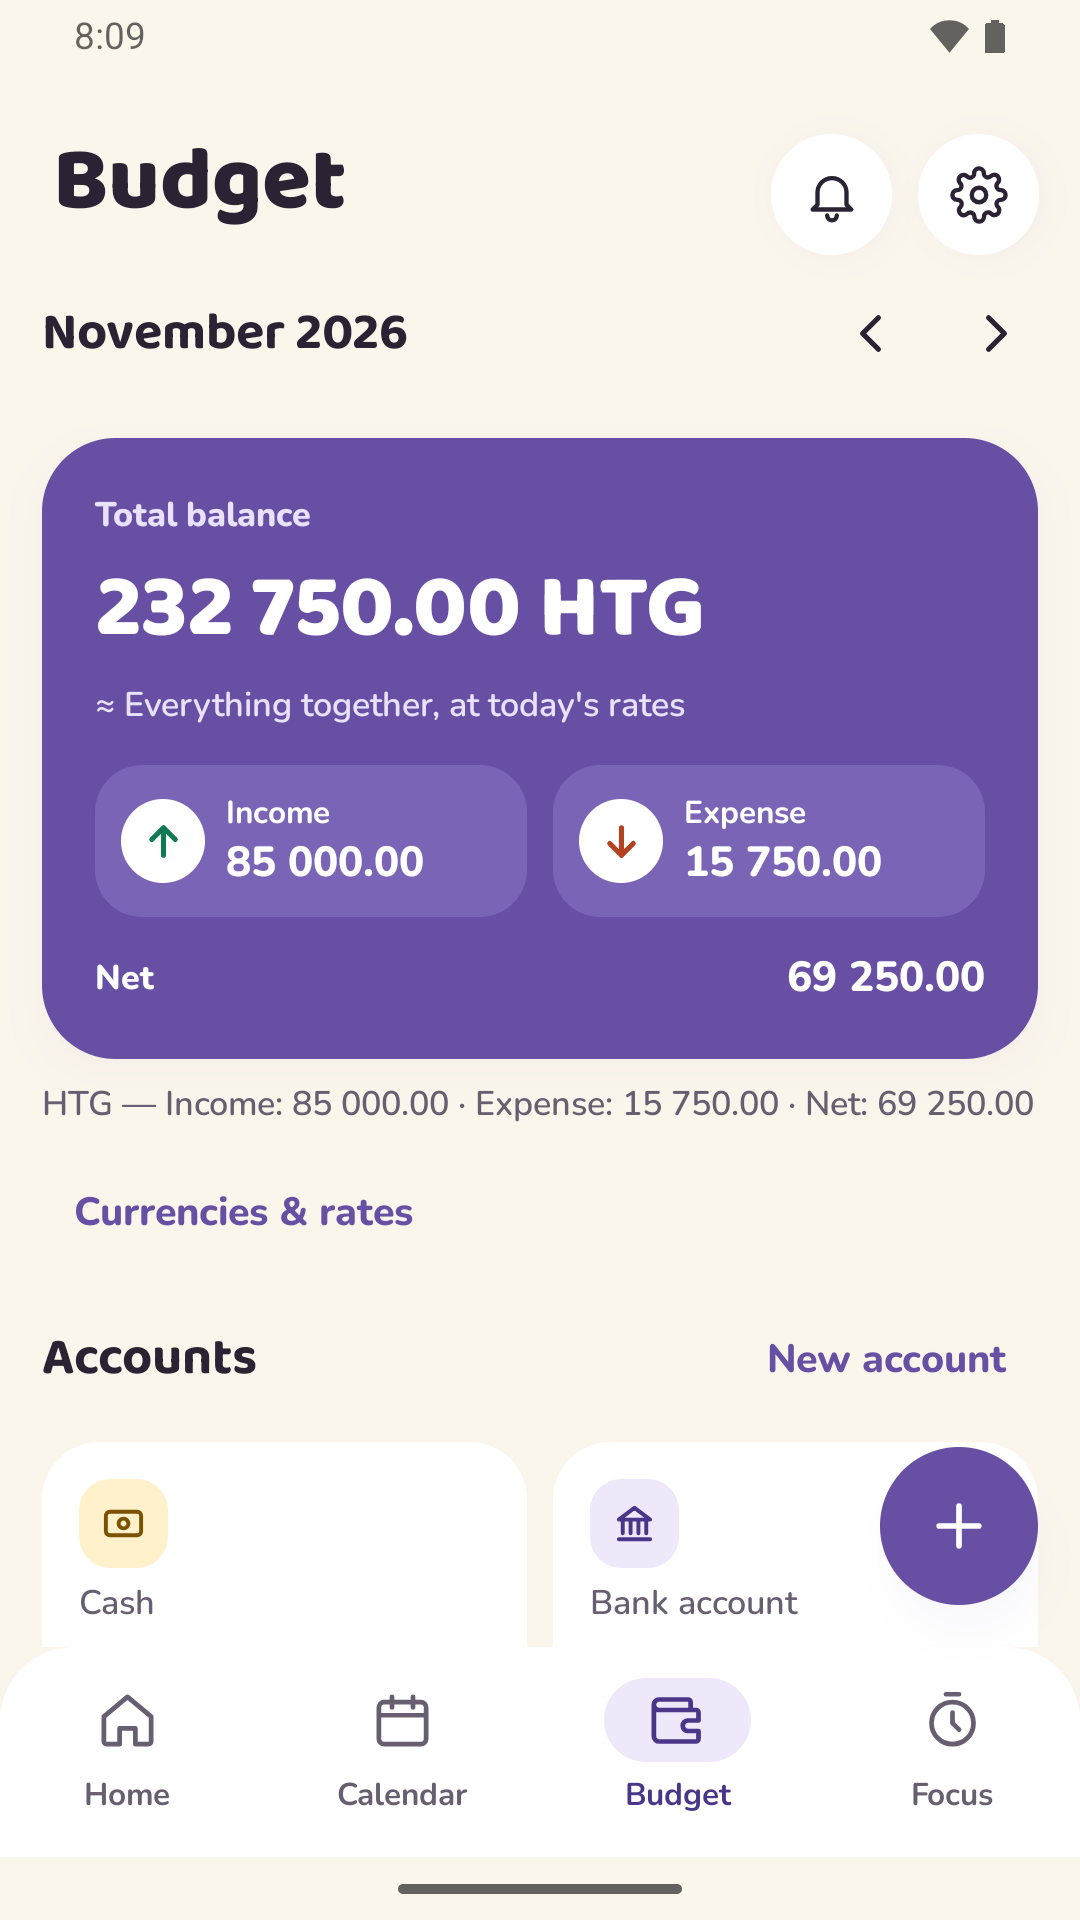 8:09
Budget
November 2026
Total balance
232 750.00 HTG
≈ Everything together, at today's rates
Income
85 000.00
Expense
15 750.00
Net
69 250.00
HTG — Income: 85 000.00 · Expense: 15 750.00 · Net: 69 250.00
Currencies & rates
Accounts
New account
Cash
Bank account
Home
Calendar
Budget
Focus